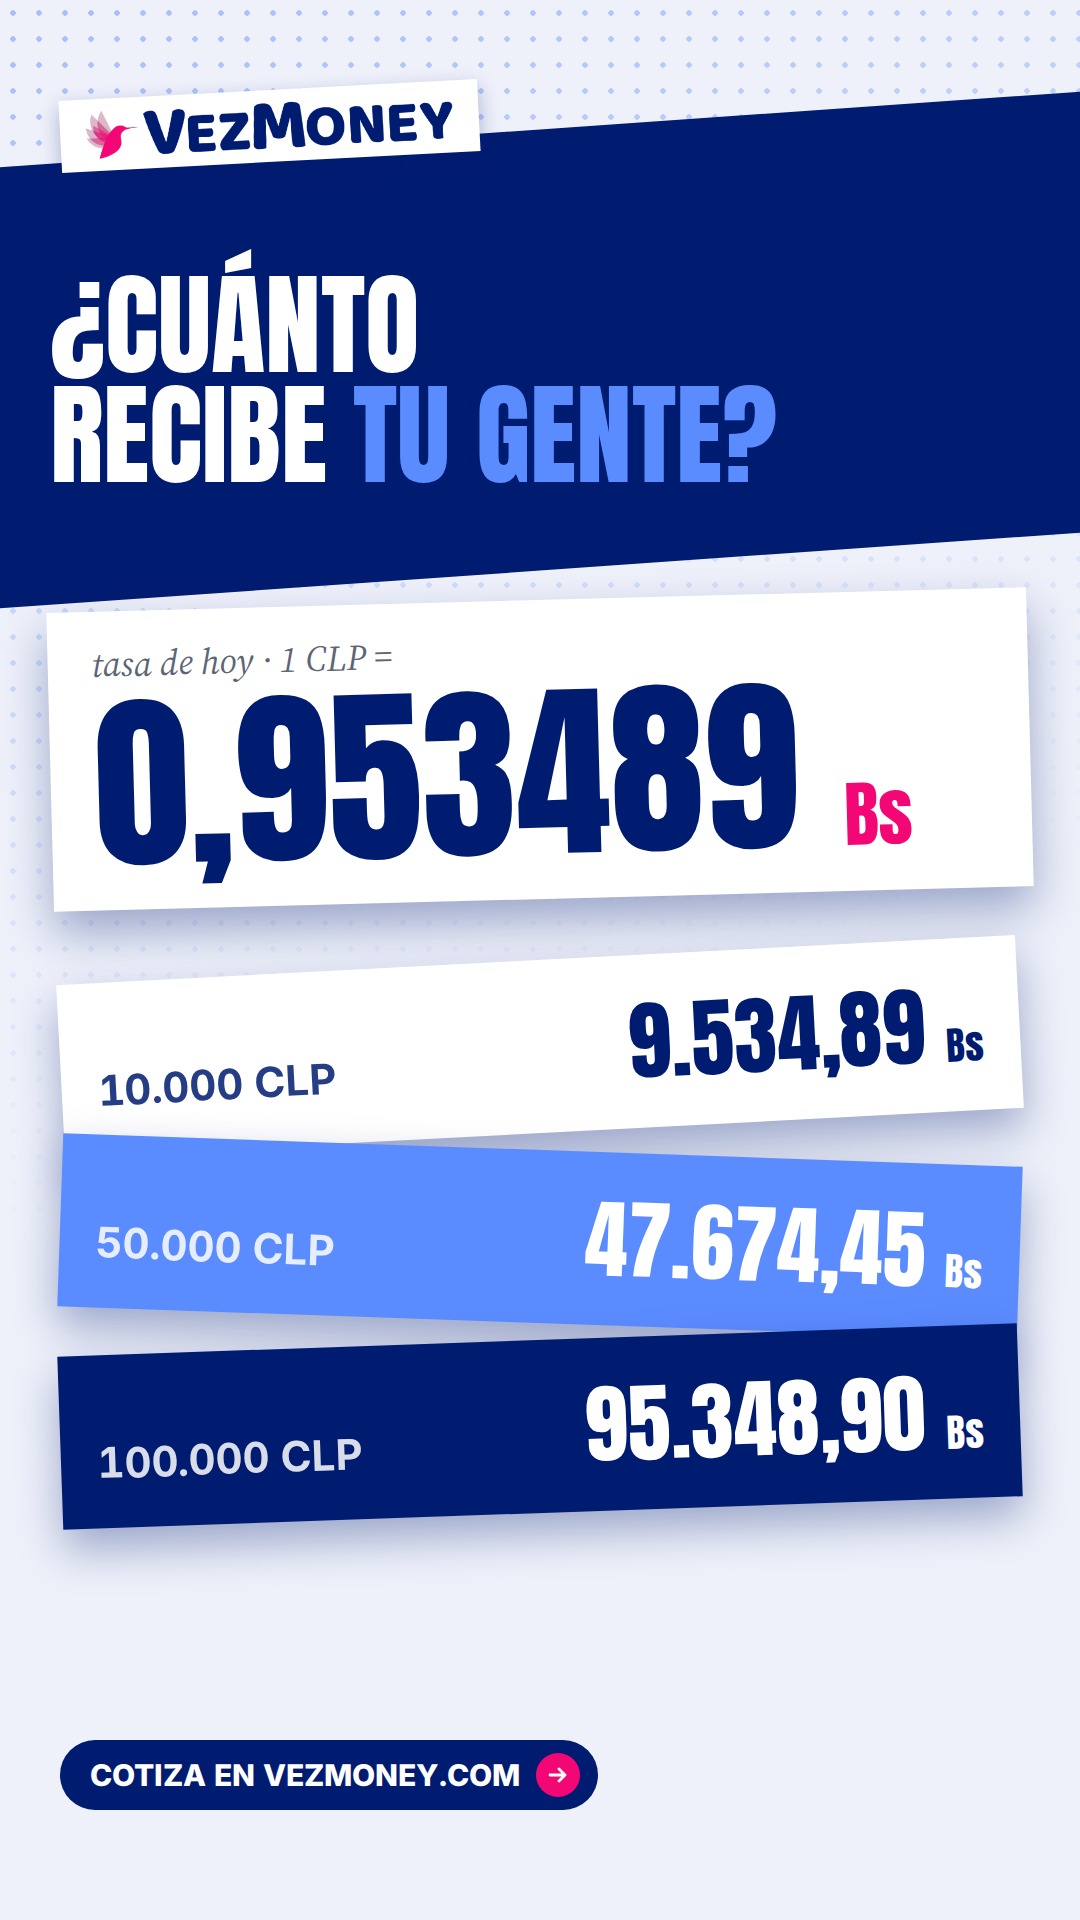 VEZMONEY
¿CUÁNTO
RECIBE TU GENTE?
tasa de hoy · 1 CLP =
0,953489 Bs
10.000 CLP 9.534,89 Bs
50.000 CLP 47.674,45 Bs
100.000 CLP 95.348,90 Bs
COTIZA EN VEZMONEY.COM →